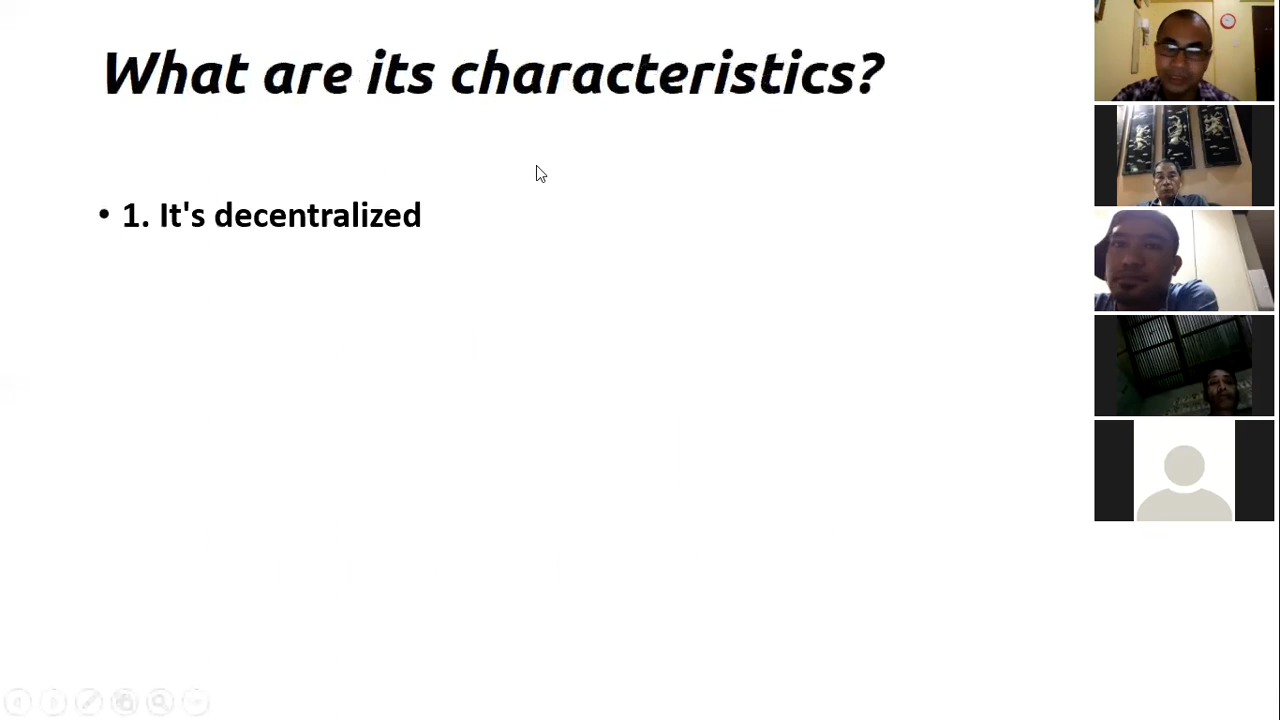 What are its characteristics?
• 1. It's decentralized